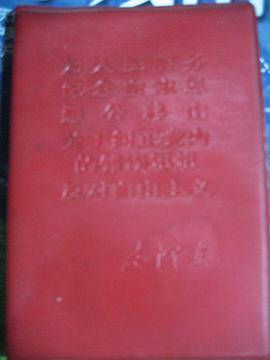 为人民服务
纪念白求恩
愚公移山
关于纠正党内
的错误思想
反对自由主义
毛泽东